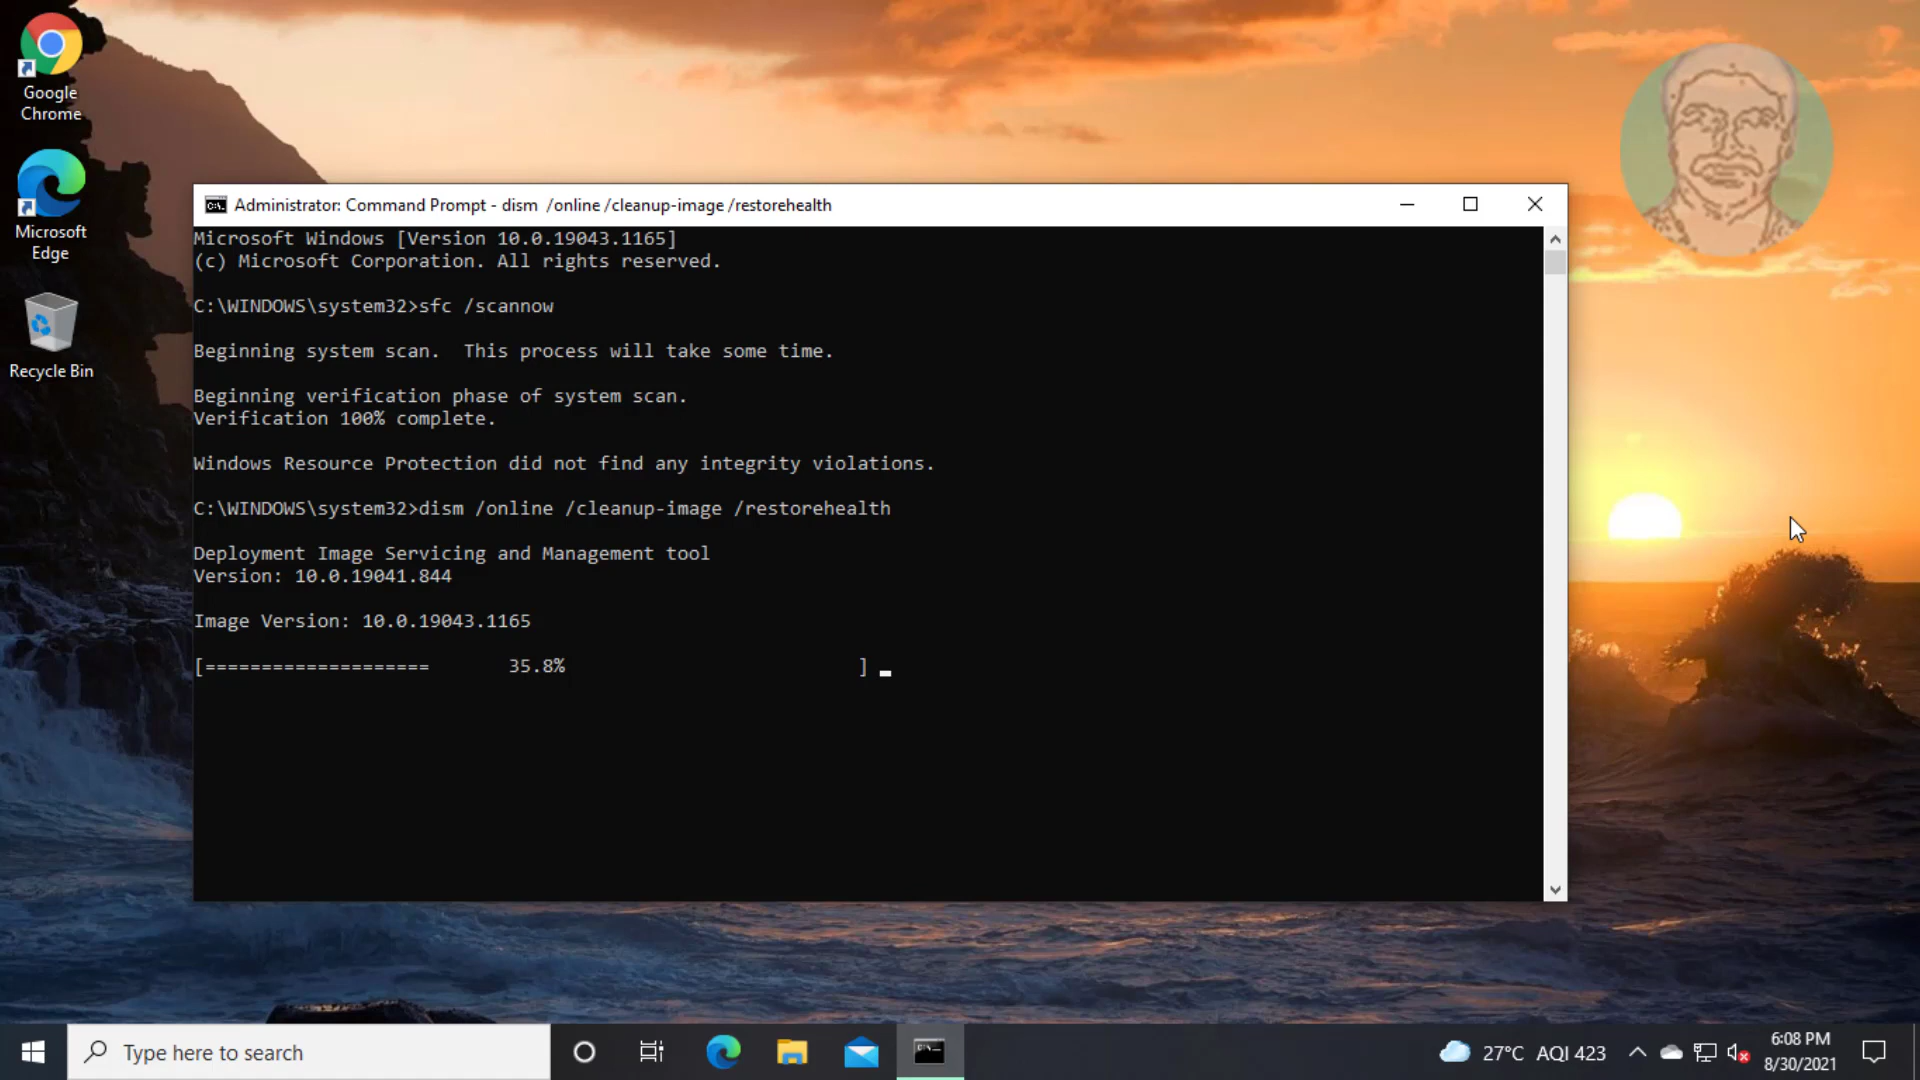 Google
Chrome
Microsoft
Edge
Recycle Bin
Administrator: Command Prompt - dism  /online /cleanup-image /restorehealth
Microsoft Windows [Version 10.0.19043.1165]
(c) Microsoft Corporation. All rights reserved.
C:\WINDOWS\system32>sfc /scannow
Beginning system scan.  This process will take some time.
Beginning verification phase of system scan.
Verification 100% complete.
Windows Resource Protection did not find any integrity violations.
C:\WINDOWS\system32>dism /online /cleanup-image /restorehealth
Deployment Image Servicing and Management tool
Version: 10.0.19041.844
Image Version: 10.0.19043.1165
[====================       35.8%                          ]
Type here to search
27°C AQI 423
6:08 PM
8/30/2021